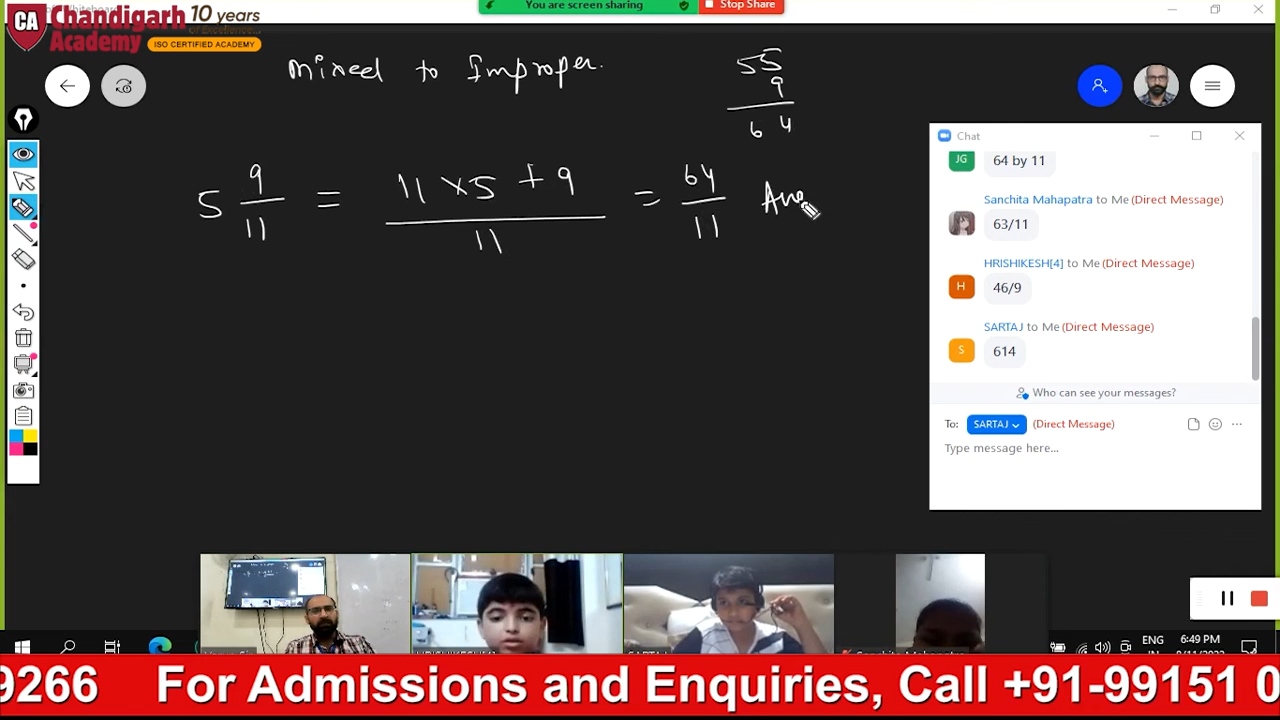 Chandigarh
Academy
10 years
of Excellence...
ISO CERTIFIED ACADEMY
CA
You are screen sharing
Stop Share
Mixed to Improper.
55
9
64
5 9/11 = 11 × 5 + 9 / 11 = 64/11 Ans
Chat
JG
64 by 11
Sanchita Mahapatra to Me (Direct Message)
63/11
HRISHIKESH[4] to Me (Direct Message)
H
46/9
SARTAJ to Me (Direct Message)
S
614
Who can see your messages?
To: SARTAJ (Direct Message)
Type message here...
ENG
6:49 PM
9266 For Admissions and Enquiries, Call +91-99151 0